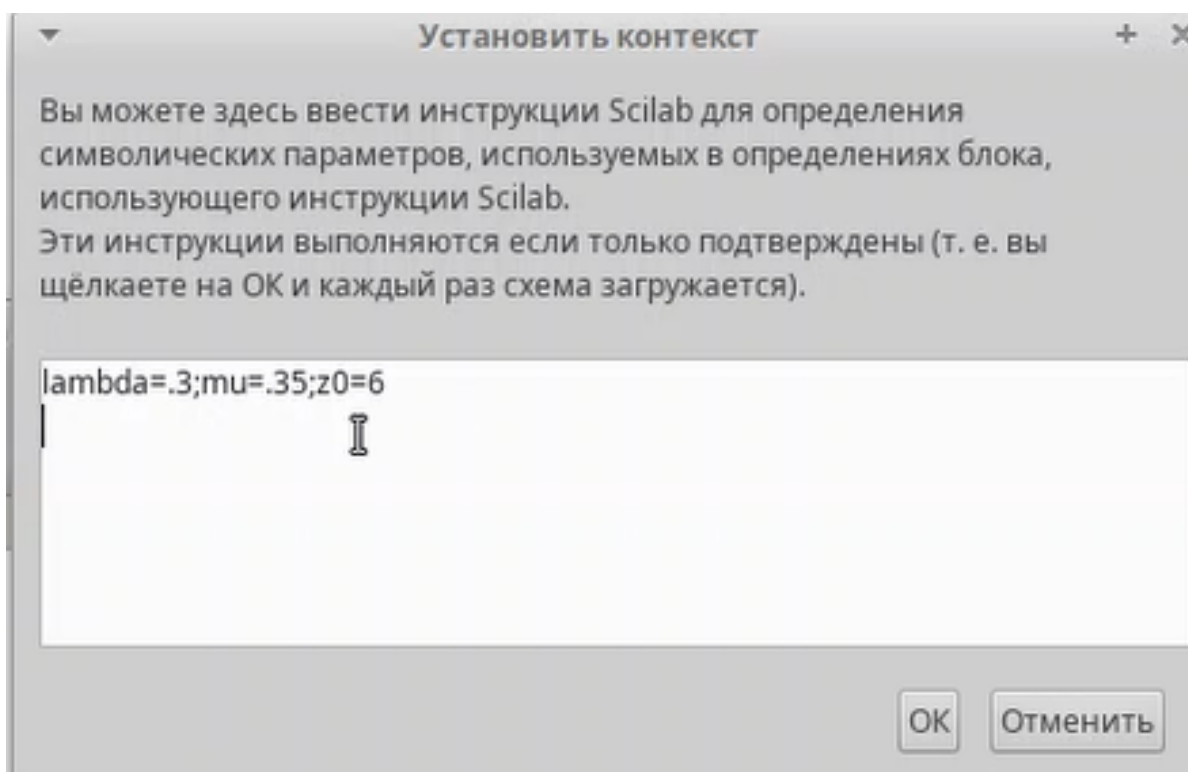 Установить контекст
Вы можете здесь ввести инструкции Scilab для определения
символических параметров, используемых в определениях блока,
использующего инструкции Scilab.
Эти инструкции выполняются если только подтверждены (т. е. вы
щёлкаете на ОК и каждый раз схема загружается).
lambda=.3;mu=.35;z0=6
ОК Отменить